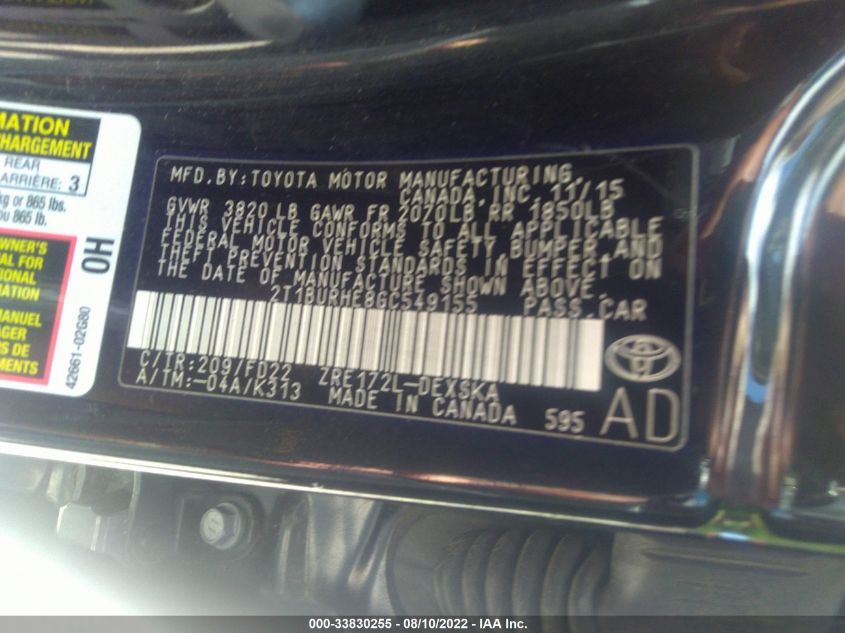 MATION
CHARGEMENT
REAR
ARRIÈRE: 3
kg or 865 lbs.
ou 865 lb.
OWNER'S
AL FOR
IONAL
MATION
MANUEL
AGER
S DE
EMENTS
OH
42661-02G80
MFD.BY:TOYOTA MOTOR MANUFACTURING,
CANADA,INC. 11/15
GVWR 3820 LB GAWR FR 2070LB RR 1850LB
THIS VEHICLE CONFORMS TO ALL APPLICABLE
FEDERAL MOTOR VEHICLE SAFETY BUMPER AND
THEFT PREVENTION STANDARDS IN EFFECT ON
THE DATE OF MANUFACTURE SHOWN ABOVE.
2T1BURHE8GC549155 PASS.CAR
C/TR:209/FD22 ZRE172L-DEXSKA
A/TM:-04A/K313 MADE IN CANADA 595
AD
000-33830255 - 08/10/2022 - IAA Inc.